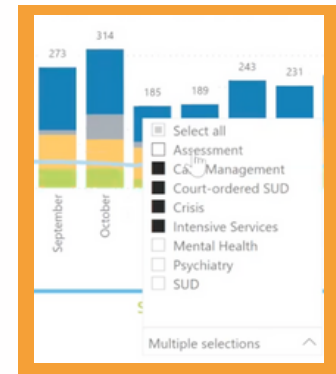 314
273
243
231
185
189
Select all
Assessment
Management
Court-ordered SUD
Crisis
Intensive Services
Mental Health
Psychiatry
SUD
September
October
S
Multiple selections